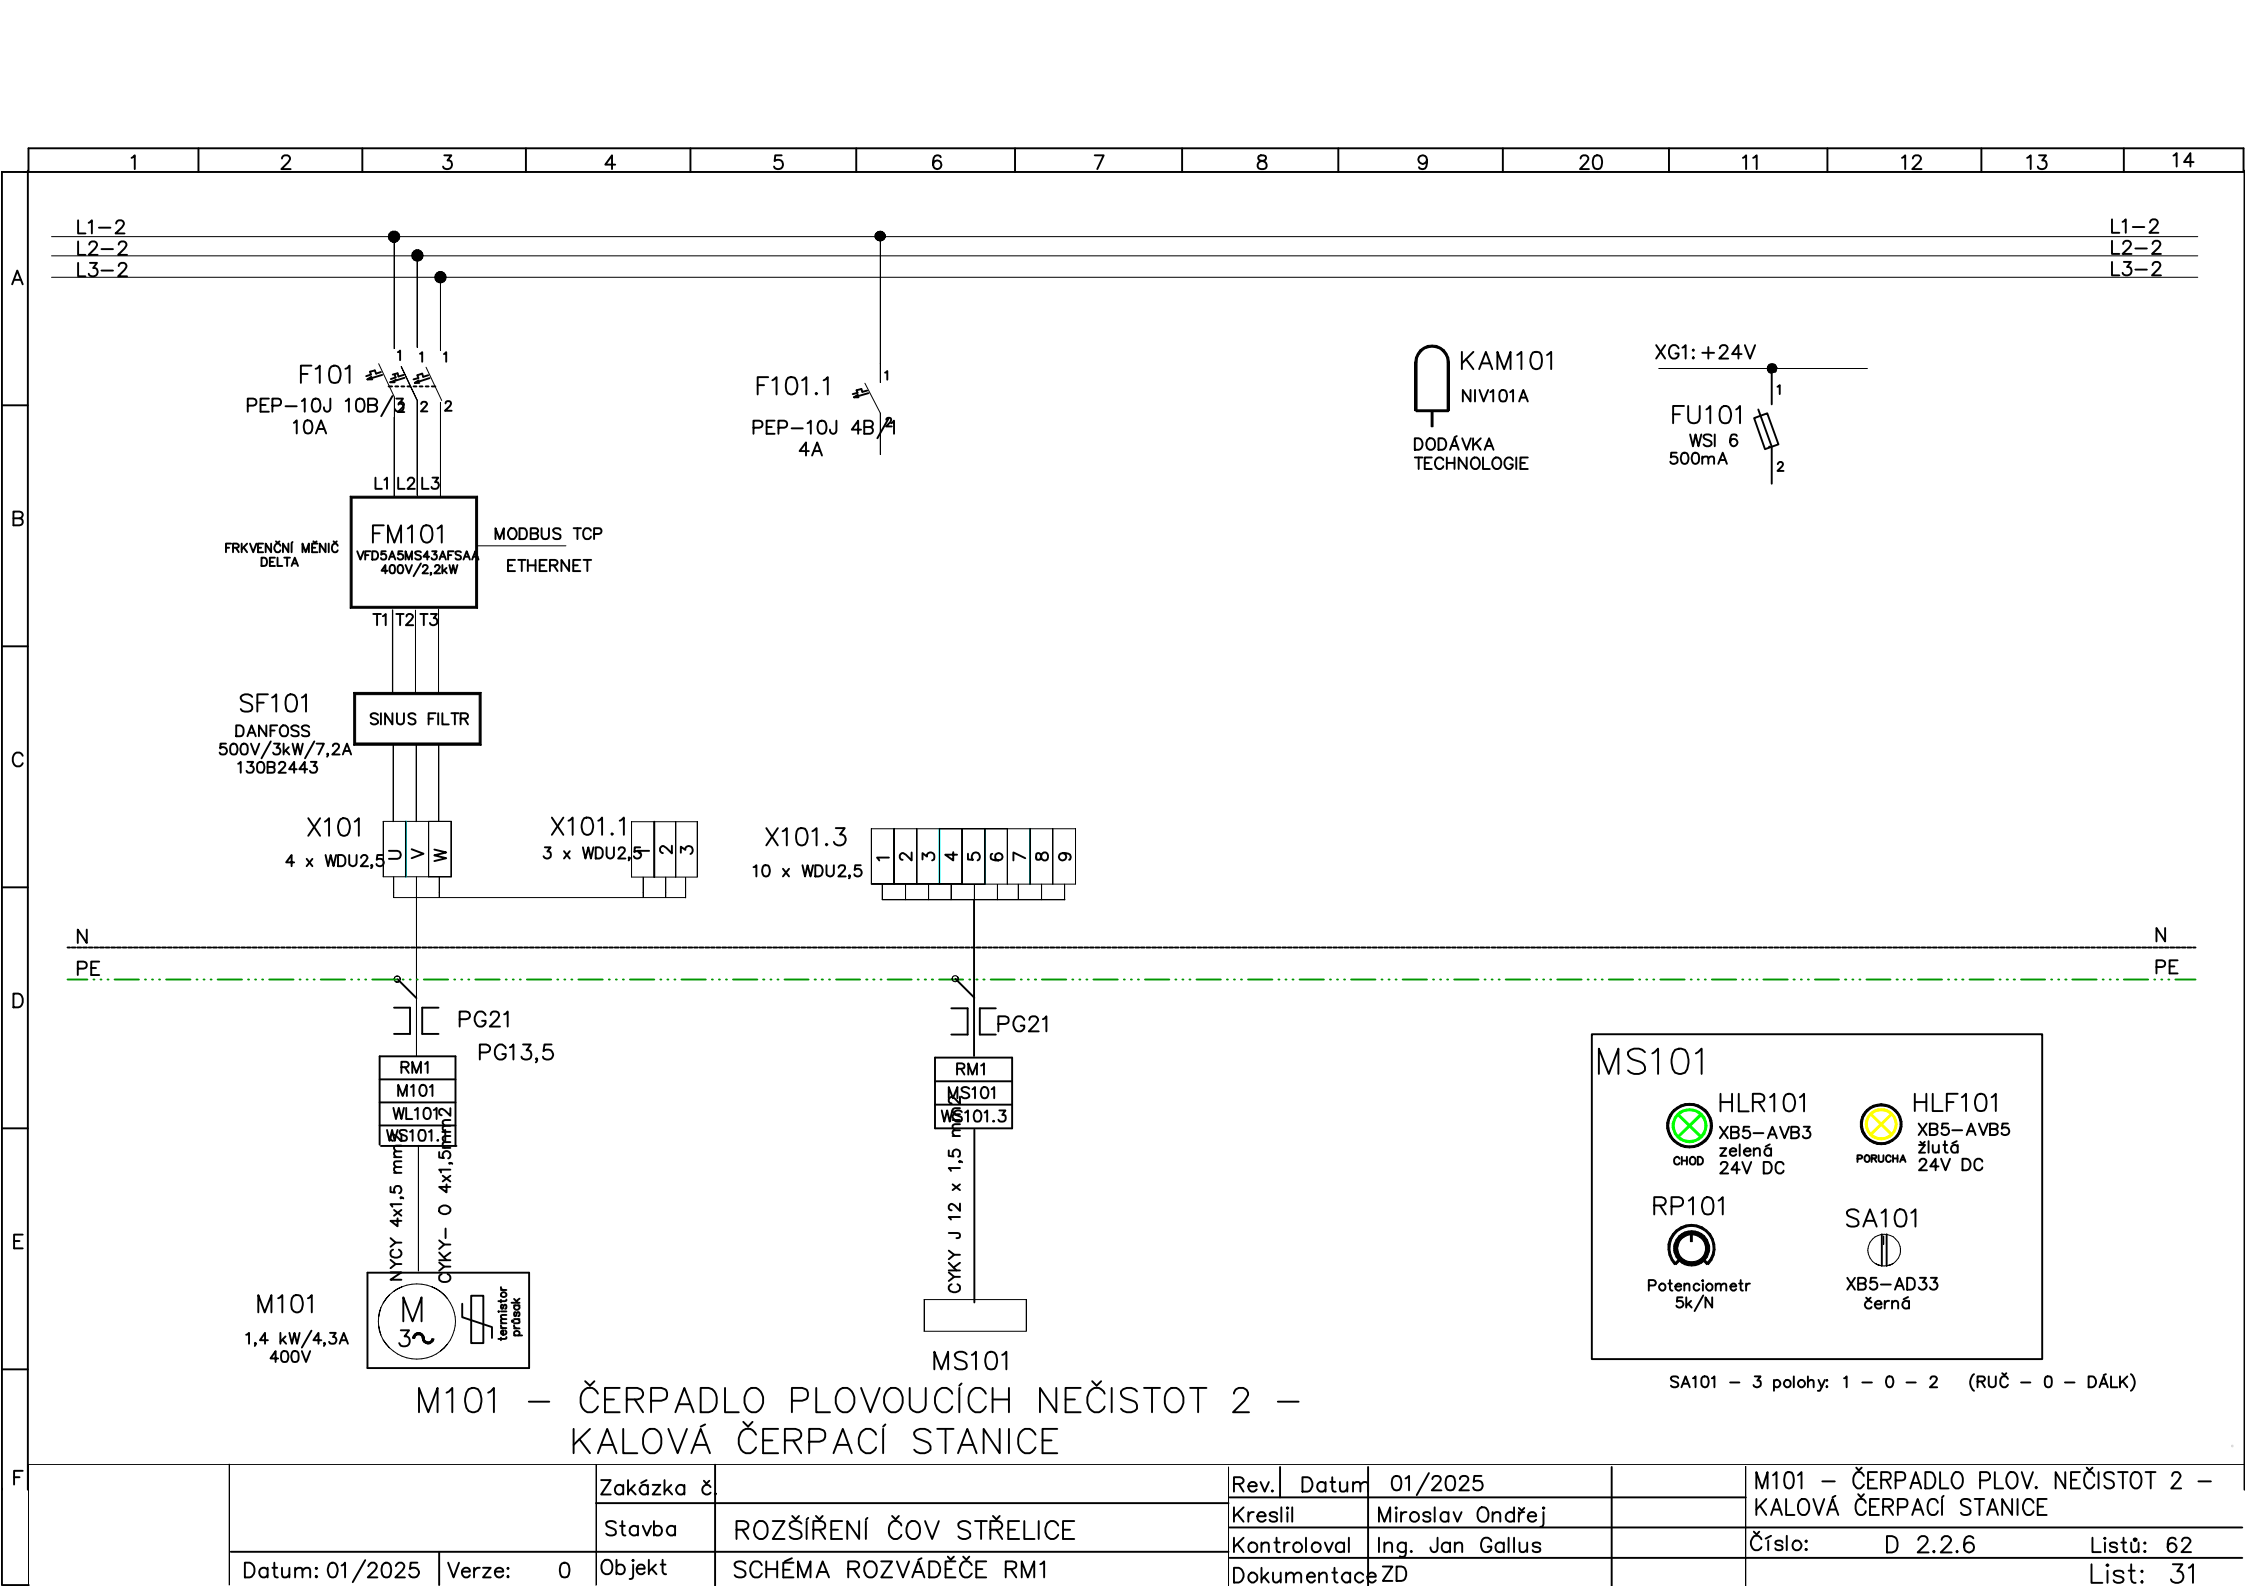 1 2 3 4 5 6 7 8 9 20 11 12 13 14
A
B
C
D
E
F
L1-2
L2-2
L3-2
L1-2
L2-2
L3-2
1 1 1
F101
PEP-10J 10B/3
10A
2 2 2
1
F101.1
PEP-10J 4B/1
4A
2
KAM101
NIV101A
DODÁVKA
TECHNOLOGIE
XG1:+24V
1
FU101
WSI 6
500mA
2
L1 L2 L3
FM101
VFD5A5MS43AFSAA
400V/2,2kW
FRKVENČNÍ MĚNIČ
DELTA
MODBUS TCP
ETHERNET
T1 T2 T3
SF101
DANFOSS
500V/3kW/7,2A
130B2443
SINUS FILTR
X101
4 x WDU2,5
U V W
X101.1
3 x WDU2,5
1 2 3
X101.3
10 x WDU2,5
1 2 3 4 5 6 7 8 9
N
N
PE
PE
PG21
PG13,5
RM1
M101
WL101
WS101.
NYCY 4x1,5 mm2
CYKY- O 4x1,5mm2
PG21
RM1
MS101
WS101.3
CYKY J 12 x 1,5 mm2
M101
1,4 kW/4,3A
400V
M
3~
termistor
průsak
MS101
MS101
HLR101
XB5-AVB3
zelená
24V DC
CHOD
HLF101
XB5-AVB5
žlutá
24V DC
PORUCHA
RP101
Potenciometr
5k/N
SA101
XB5-AD33
černá
SA101 - 3 polohy: 1 - 0 - 2 (RUČ - 0 - DÁLK)
M101 - ČERPADLO PLOVOUCÍCH NEČISTOT 2 -
KALOVÁ ČERPACÍ STANICE
Datum: 01/2025
Verze: 0
Zakázka č.
Stavba
ROZŠÍŘENÍ ČOV STŘELICE
Objekt
SCHÉMA ROZVÁDĚČE RM1
Rev. Datum 01/2025
Kreslil Miroslav Ondřej
Kontroloval Ing. Jan Gallus
Dokumentace ZD
M101 - ČERPADLO PLOV. NEČISTOT 2 -
KALOVÁ ČERPACÍ STANICE
Číslo: D 2.2.6 Listů: 62
List: 31